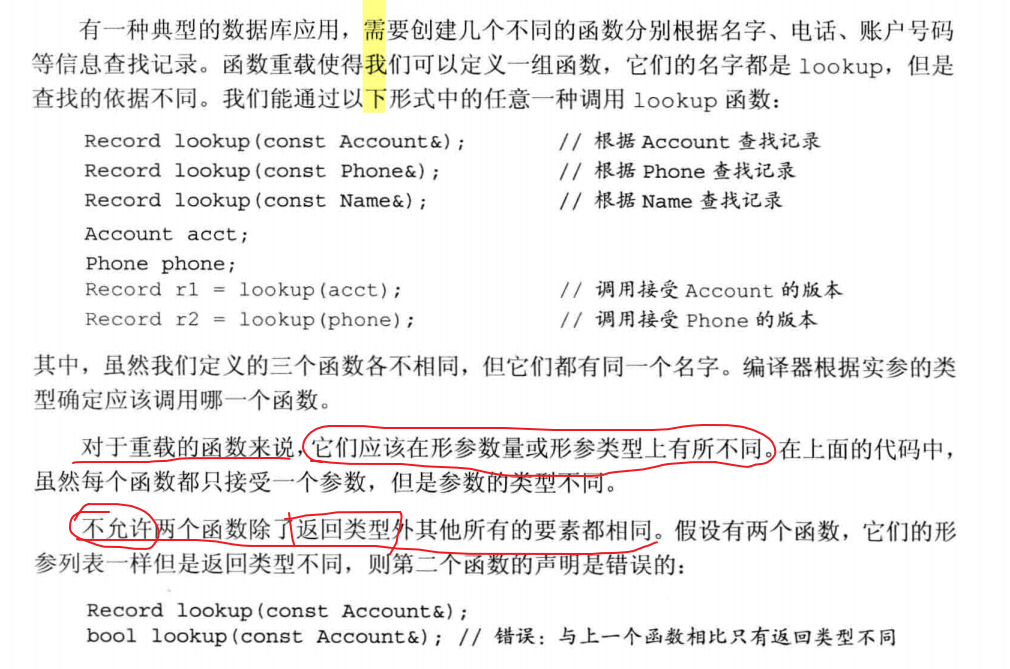 有一种典型的数据库应用，需要创建几个不同的函数分别根据名字、电话、账户号码
等信息查找记录。函数重载使得我们可以定义一组函数，它们的名字都是 lookup，但是
查找的依据不同。我们能通过以下形式中的任意一种调用 lookup 函数：
Record lookup(const Account&); // 根据 Account 查找记录
Record lookup(const Phone&); // 根据 Phone 查找记录
Record lookup(const Name&); // 根据 Name 查找记录
Account acct;
Phone phone;
Record r1 = lookup(acct); // 调用接受 Account 的版本
Record r2 = lookup(phone); // 调用接受 Phone 的版本
其中，虽然我们定义的三个函数各不相同，但它们都有同一个名字。编译器根据实参的类
型确定应该调用哪一个函数。
对于重载的函数来说，它们应该在形参数量或形参类型上有所不同。在上面的代码中，
虽然每个函数都只接受一个参数，但是参数的类型不同。
不允许两个函数除了返回类型外其他所有的要素都相同。假设有两个函数，它们的形
参列表一样但是返回类型不同，则第二个函数的声明是错误的：
Record lookup(const Account&);
bool lookup(const Account&); // 错误：与上一个函数相比只有返回类型不同